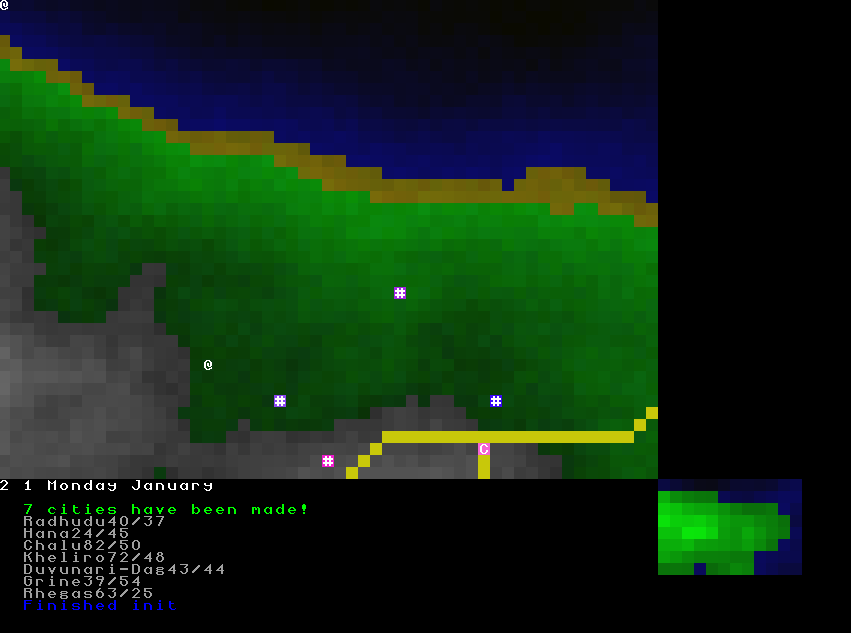 @
#
@
#
#
C
#
2 1 Monday January
7 cities have been made!
Radhudu40/37
Hana24/45
Chalu82/50
Kheliro72/48
Duvunari-Dag43/44
Grine39/54
Rhegas63/25
Finished init